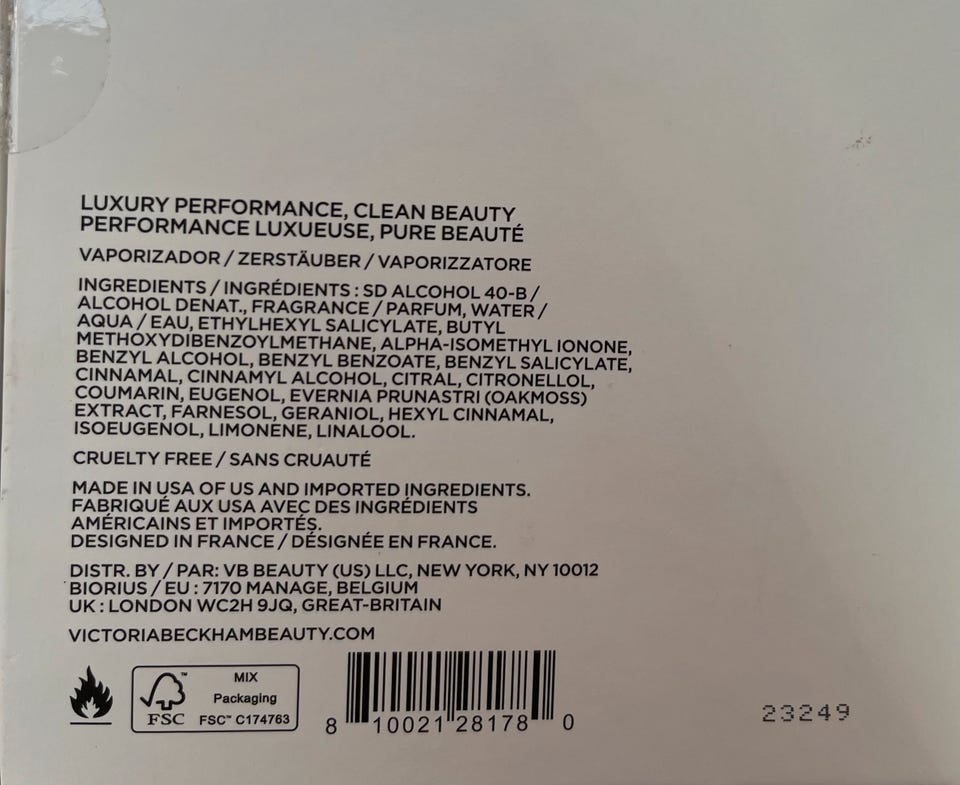 LUXURY PERFORMANCE, CLEAN BEAUTY
PERFORMANCE LUXUEUSE, PURE BEAUTÉ
VAPORIZADOR / ZERSTÄUBER / VAPORIZZATORE
INGREDIENTS / INGRÉDIENTS : SD ALCOHOL 40-B /
ALCOHOL DENAT., FRAGRANCE / PARFUM, WATER /
AQUA / EAU, ETHYLHEXYL SALICYLATE, BUTYL
METHOXYDIBENZOYLMETHANE, ALPHA-ISOMETHYL IONONE,
BENZYL ALCOHOL, BENZYL BENZOATE, BENZYL SALICYLATE,
CINNAMAL, CINNAMYL ALCOHOL, CITRAL, CITRONELLOL,
COUMARIN, EUGENOL, EVERNIA PRUNASTRI (OAKMOSS)
EXTRACT, FARNESOL, GERANIOL, HEXYL CINNAMAL,
ISOEUGENOL, LIMONENE, LINALOOL.
CRUELTY FREE / SANS CRUAUTÉ
MADE IN USA OF US AND IMPORTED INGREDIENTS.
FABRIQUÉ AUX USA AVEC DES INGRÉDIENTS
AMÉRICAINS ET IMPORTÉS.
DESIGNED IN FRANCE / DÉSIGNÉE EN FRANCE.
DISTR. BY / PAR: VB BEAUTY (US) LLC, NEW YORK, NY 10012
BIORIUS / EU : 7170 MANAGE, BELGIUM
UK : LONDON WC2H 9JQ, GREAT-BRITAIN
VICTORIABECKHAMBEAUTY.COM
FSC™
MIX
Packaging
FSC™ C174763
8 10021 28178 0
23249